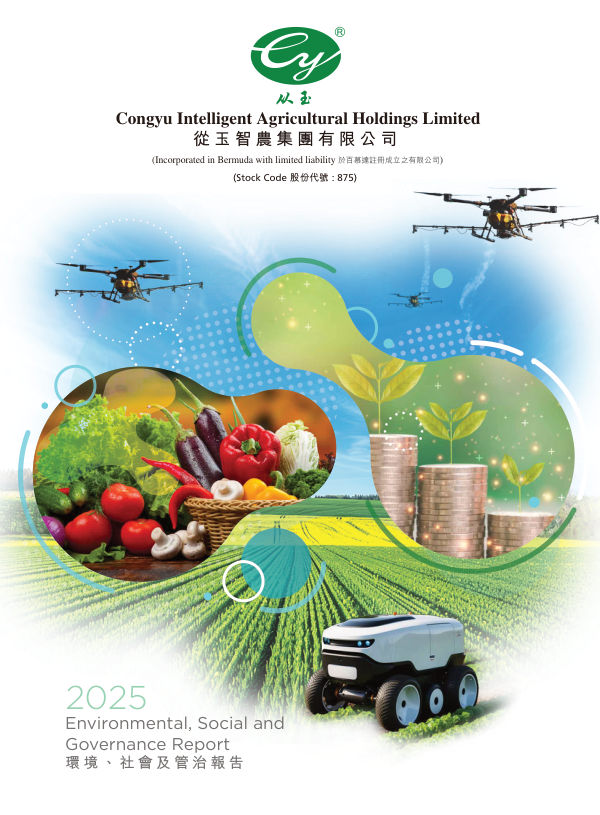 Cy®
从玉
Congyu Intelligent Agricultural Holdings Limited
從玉智農集團有限公司
(Incorporated in Bermuda with limited liability 於百慕達註冊成立之有限公司)
(Stock Code 股份代號 : 875)
2025
Environmental, Social and
Governance Report
環境、社會及管治報告